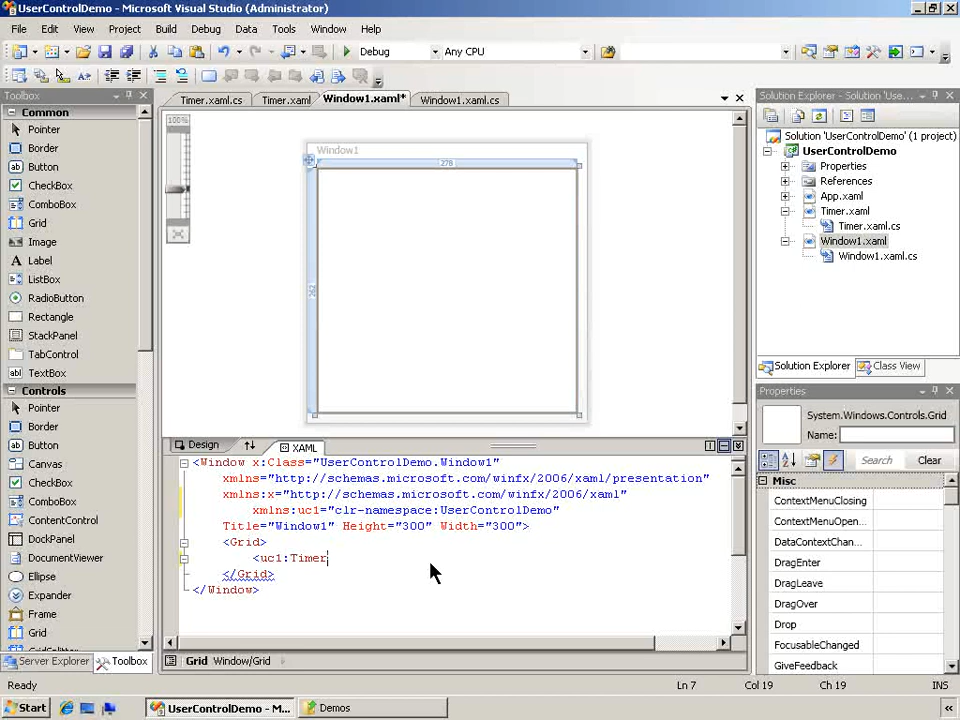 UserControlDemo - Microsoft Visual Studio (Administrator)
File Edit View Project Build Debug Data Tools Window Help
Debug Any CPU
Toolbox
Common
Pointer
Border
Button
CheckBox
ComboBox
Grid
Image
Label
ListBox
RadioButton
Rectangle
StackPanel
TabControl
TextBox
Controls
Pointer
Border
Button
Canvas
CheckBox
ComboBox
ContentControl
DockPanel
DocumentViewer
Ellipse
Expander
Frame
Grid
Server Explorer Toolbox
Timer.xaml.cs Timer.xaml Window1.xaml* Window1.xaml.cs
100%
Window1
278
262
Design XAML
<Window x:Class="UserControlDemo.Window1"
xmlns="http://schemas.microsoft.com/winfx/2006/xaml/presentation"
xmlns:x="http://schemas.microsoft.com/winfx/2006/xaml"
xmlns:uc1="clr-namespace:UserControlDemo"
Title="Window1" Height="300" Width="300">
<Grid>
<uc1:Timer
</Grid>
</Window>
Grid Window/Grid
Solution Explorer - Solution 'Use...
Solution 'UserControlDemo' (1 project)
UserControlDemo
Properties
References
App.xaml
Timer.xaml
Timer.xaml.cs
Window1.xaml
Window1.xaml.cs
Solution Explorer Class View
Properties
System.Windows.Controls.Grid
Name:
Search Clear
Misc
ContextMenuClosing
ContextMenuOpen...
DataContextChan...
DragEnter
DragLeave
DragOver
Drop
FocusableChanged
GiveFeedback
Ready Ln 7 Col 19 Ch 19 INS
Start UserControlDemo - M... Demos